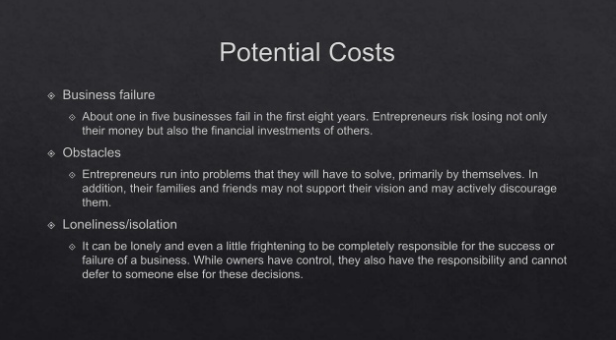 Potential Costs
Business failure
About one in five businesses fail in the first eight years. Entrepreneurs risk losing not only
their money but also the financial investments of others.
Obstacles
Entrepreneurs run into problems that they will have to solve, primarily by themselves. In
addition, their families and friends may not support their vision and may actively discourage
them.
Loneliness/isolation
It can be lonely and even a little frightening to be completely responsible for the success or
failure of a business. While owners have control, they also have the responsibility and cannot
defer to someone else for these decisions.